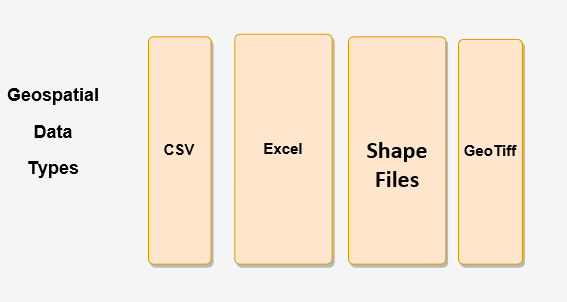 Geospatial
Data
Types
CSV
Excel
Shape
Files
GeoTiff